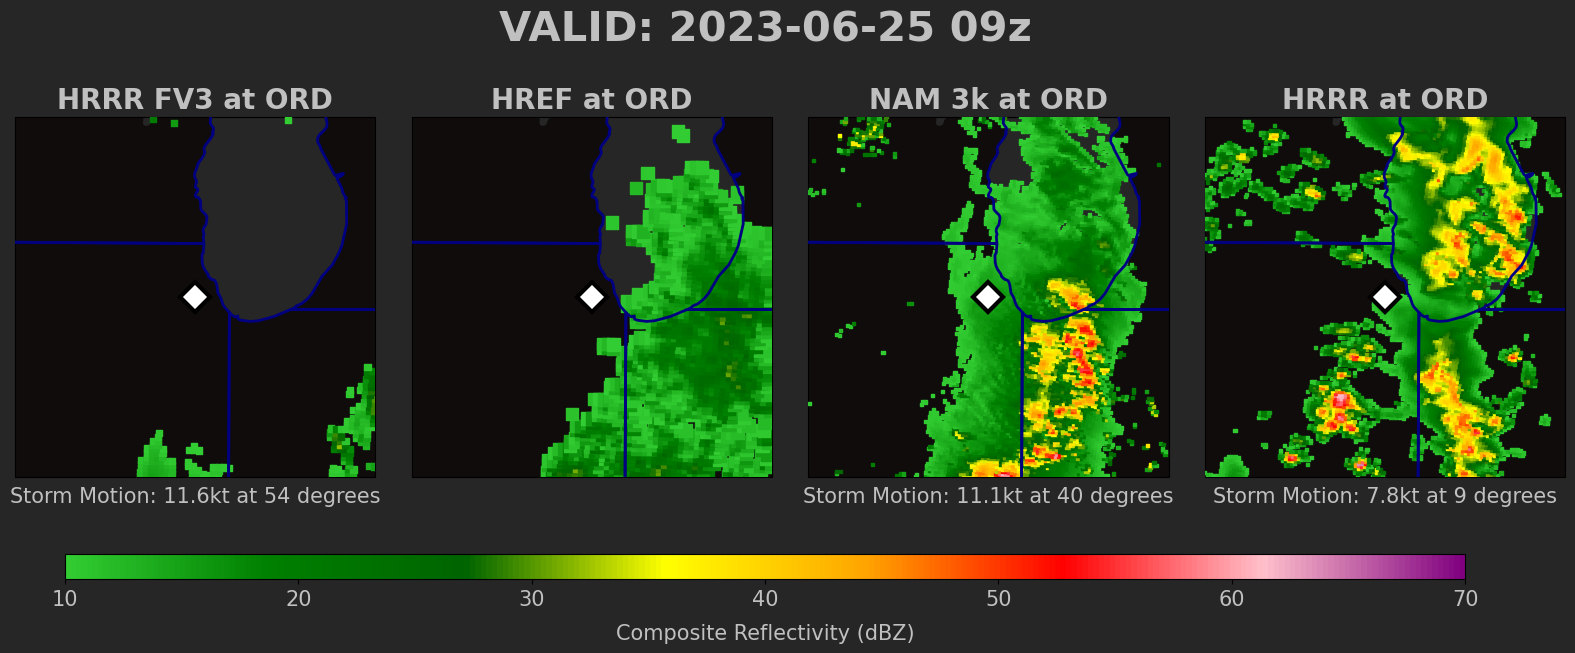 VALID: 2023-06-25 09z
HRRR FV3 at ORD
HREF at ORD
NAM 3k at ORD
HRRR at ORD
Storm Motion: 11.6kt at 54 degrees
Storm Motion: 11.1kt at 40 degrees
Storm Motion: 7.8kt at 9 degrees
10 20 30 40 50 60 70
Composite Reflectivity (dBZ)